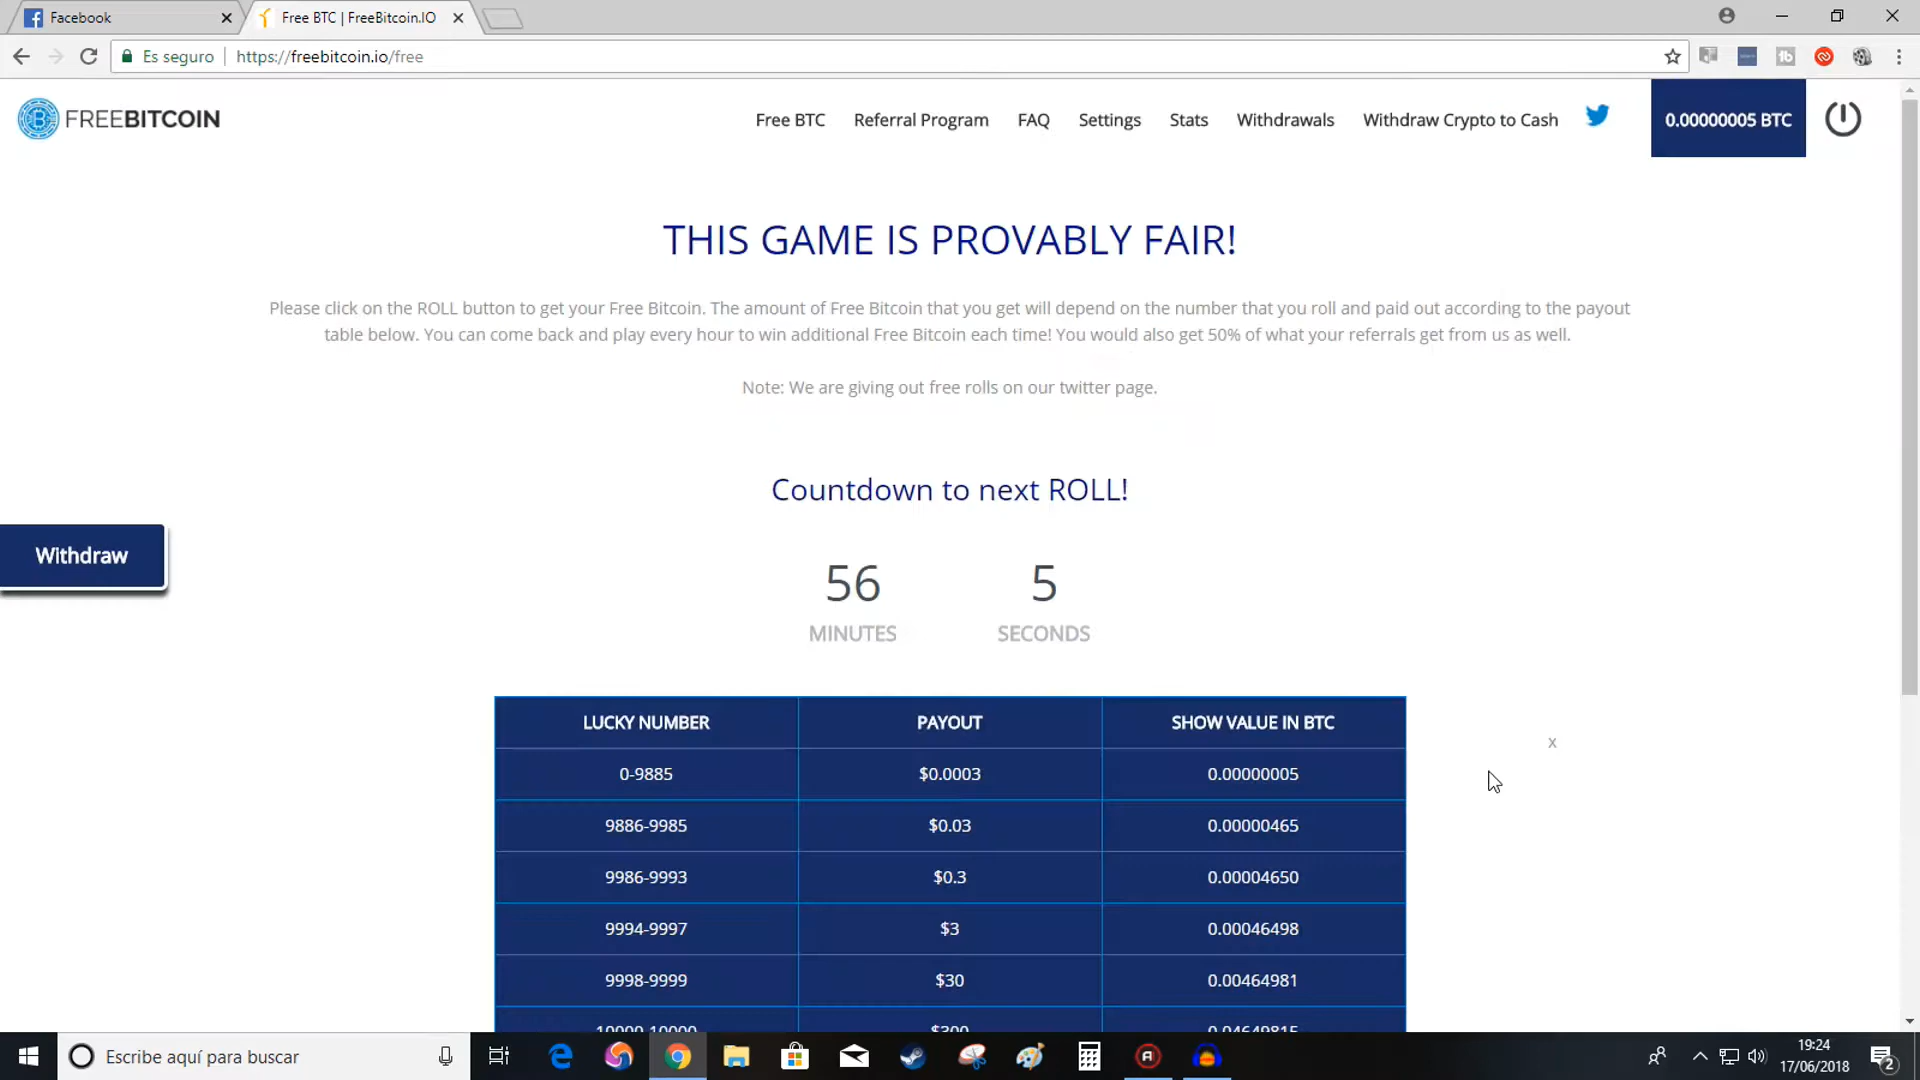 Facebook
Free BTC | FreeBitcoin.IO
Es seguro
https://freebitcoin.io/free
FREEBITCOIN
Free BTC
Referral Program
FAQ
Settings
Stats
Withdrawals
Withdraw Crypto to Cash
0.00000005 BTC
THIS GAME IS PROVABLY FAIR!
Please click on the ROLL button to get your Free Bitcoin. The amount of Free Bitcoin that you get will depend on the number that you roll and paid out according to the payout
table below. You can come back and play every hour to win additional Free Bitcoin each time! You would also get 50% of what your referrals get from us as well.
Note: We are giving out free rolls on our twitter page.
Countdown to next ROLL!
Withdraw
56 5
MINUTES SECONDS
LUCKY NUMBER PAYOUT SHOW VALUE IN BTC
x
0-9885 $0.0003 0.00000005
9886-9985 $0.03 0.00000465
9986-9993 $0.3 0.00004650
9994-9997 $3 0.00046498
9998-9999 $30 0.00464981
10000-10000 $300 0.04649815
Escribe aquí para buscar
19:24
17/06/2018
2